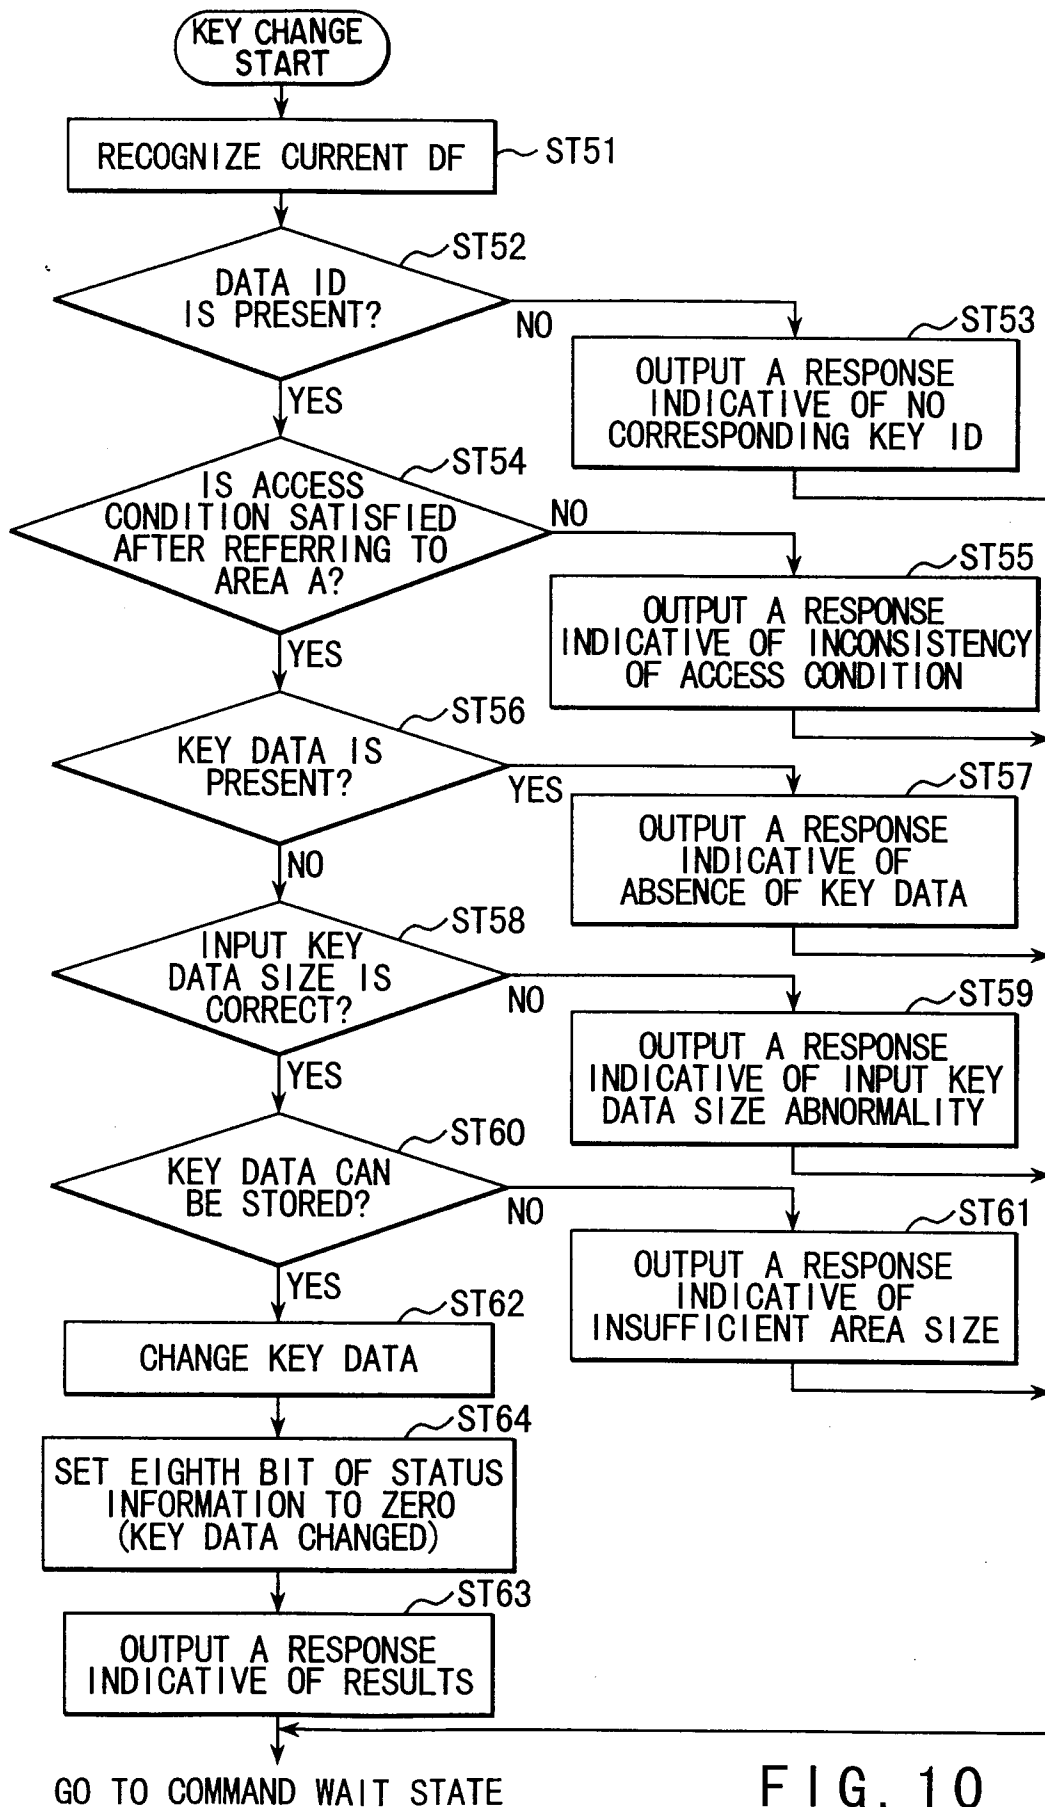 KEY CHANGE
START
RECOGNIZE CURRENT DF
ST51
DATA ID
IS PRESENT?
ST52
NO
YES
OUTPUT A RESPONSE
INDICATIVE OF NO
CORRESPONDING KEY ID
ST53
IS ACCESS
CONDITION SATISFIED
AFTER REFERRING TO
AREA A?
ST54
NO
YES
OUTPUT A RESPONSE
INDICATIVE OF INCONSISTENCY
OF ACCESS CONDITION
ST55
KEY DATA IS
PRESENT?
ST56
YES
NO
OUTPUT A RESPONSE
INDICATIVE OF
ABSENCE OF KEY DATA
ST57
INPUT KEY
DATA SIZE IS
CORRECT?
ST58
NO
YES
OUTPUT A RESPONSE
INDICATIVE OF INPUT KEY
DATA SIZE ABNORMALITY
ST59
KEY DATA CAN
BE STORED?
ST60
NO
YES
OUTPUT A RESPONSE
INDICATIVE OF
INSUFFICIENT AREA SIZE
ST61
CHANGE KEY DATA
ST62
SET EIGHTH BIT OF STATUS
INFORMATION TO ZERO
(KEY DATA CHANGED)
ST64
OUTPUT A RESPONSE
INDICATIVE OF RESULTS
ST63
GO TO COMMAND WAIT STATE
FIG. 10